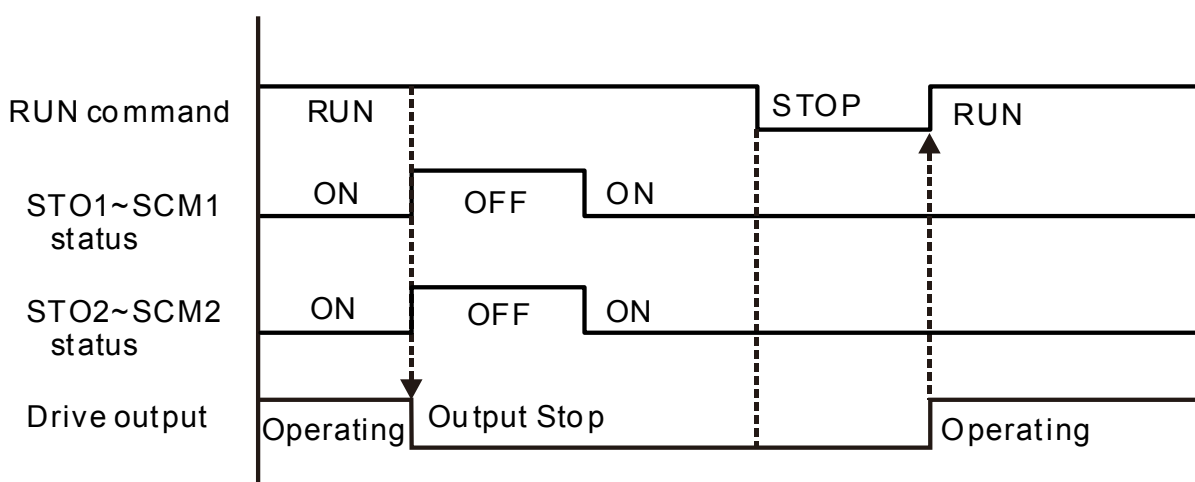 RUN command
RUN
STOP
RUN
STO1~SCM1
status
ON
OFF
ON
STO2~SCM2
status
ON
OFF
ON
Drive output
Operating
Output Stop
Operating